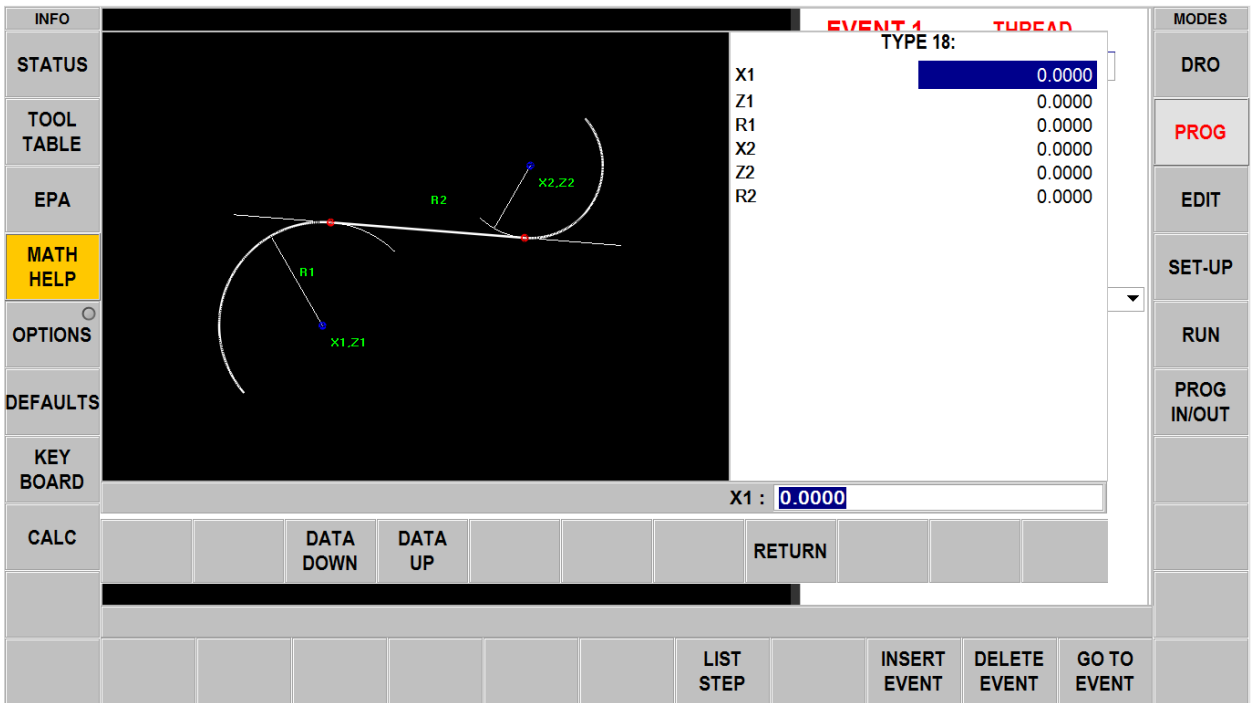 INFO
STATUS
TOOL
TABLE
EPA
MATH
HELP
OPTIONS
DEFAULTS
KEY
BOARD
CALC
EVENT 1 THREAD
TYPE 18:
X1 0.0000
Z1 0.0000
R1 0.0000
X2 0.0000
Z2 0.0000
R2 0.0000
R2
X2,Z2
R1
X1,Z1
X1 : 0.0000
DATA
DOWN
DATA
UP
RETURN
LIST
STEP
INSERT
EVENT
DELETE
EVENT
GO TO
EVENT
MODES
DRO
PROG
EDIT
SET-UP
RUN
PROG
IN/OUT